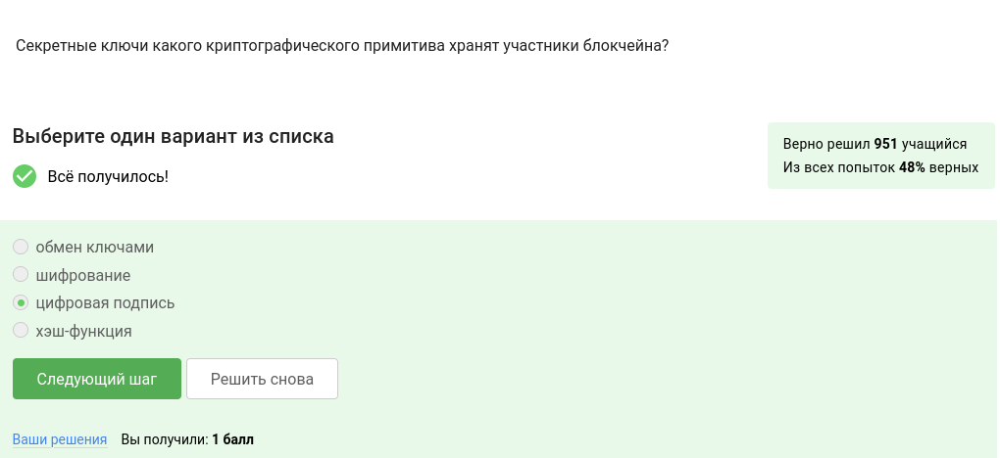 Секретные ключи какого криптографического примитива хранят участники блокчейна?
Выберите один вариант из списка
Всё получилось!
Верно решил 951 учащийся
Из всех попыток 48% верных
обмен ключами
шифрование
цифровая подпись
хэш-функция
Следующий шаг
Решить снова
Ваши решения Вы получили: 1 балл